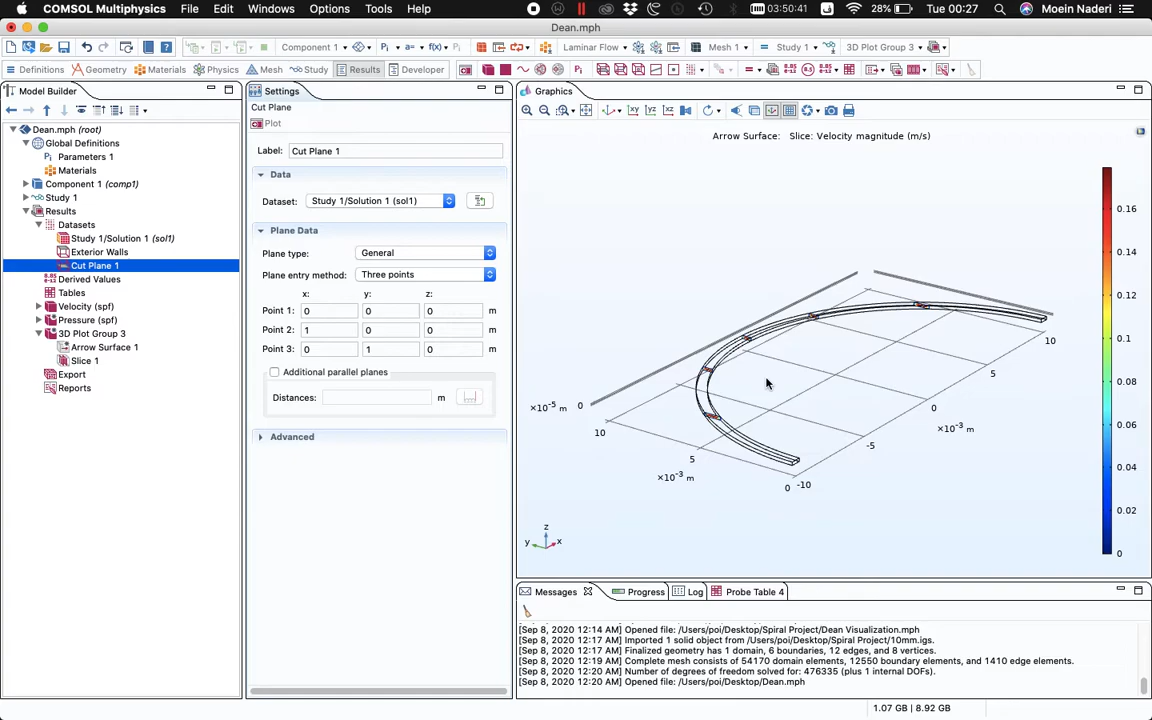 COMSOL Multiphysics File Edit Windows Options Tools Help 03:50:41 28% Tue 00:27 Moein Naderi
Dean.mph
Component 1 Pi a= f(x) Laminar Flow Mesh 1 = Study 1 3D Plot Group 3
Definitions Geometry Materials Physics Mesh Study Results Developer
Model Builder
Dean.mph (root)
Global Definitions
Pi Parameters 1
Materials
Component 1 (comp1)
Study 1
Results
Datasets
Study 1/Solution 1 (sol1)
Exterior Walls
Cut Plane 1
Derived Values
Tables
Velocity (spf)
Pressure (spf)
3D Plot Group 3
Arrow Surface 1
Slice 1
Export
Reports
Settings
Cut Plane
Plot
Label: Cut Plane 1
Data
Dataset: Study 1/Solution 1 (sol1)
Plane Data
Plane type: General
Plane entry method: Three points
x: y: z:
Point 1: 0 0 0 m
Point 2: 1 0 0 m
Point 3: 0 1 0 m
Additional parallel planes
Distances: m
Advanced
Graphics
Arrow Surface: Slice: Velocity magnitude (m/s)
0.16
0.14
0.12
0.1
0.08
0.06
0.04
0.02
0
×10⁻⁵ m 0
10
5
0
×10⁻³ m
-10
-5
0
5
10
×10⁻³ m
z
y x
Messages Progress Log Probe Table 4
[Sep 8, 2020 12:14 AM] Opened file: /Users/poi/Desktop/Spiral Project/Dean Visualization.mph
[Sep 8, 2020 12:17 AM] Imported 1 solid object from /Users/poi/Desktop/Spiral Project/10mm.igs.
[Sep 8, 2020 12:17 AM] Finalized geometry has 1 domain, 6 boundaries, 12 edges, and 8 vertices.
[Sep 8, 2020 12:19 AM] Complete mesh consists of 54170 domain elements, 12550 boundary elements, and 1410 edge elements.
[Sep 8, 2020 12:20 AM] Number of degrees of freedom solved for: 476335 (plus 1 internal DOFs).
[Sep 8, 2020 12:20 AM] Opened file: /Users/poi/Desktop/Dean.mph
1.07 GB | 8.92 GB